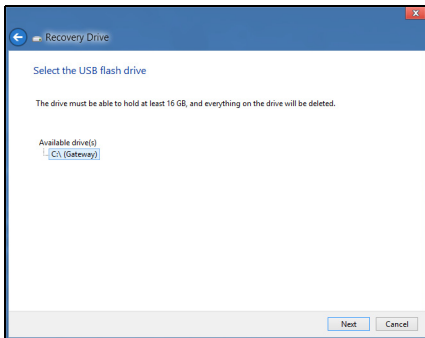 Recovery Drive
Select the USB flash drive
The drive must be able to hold at least 16 GB, and everything on the drive will be deleted.
Available drive(s)
C:\ (Gateway)
Next Cancel